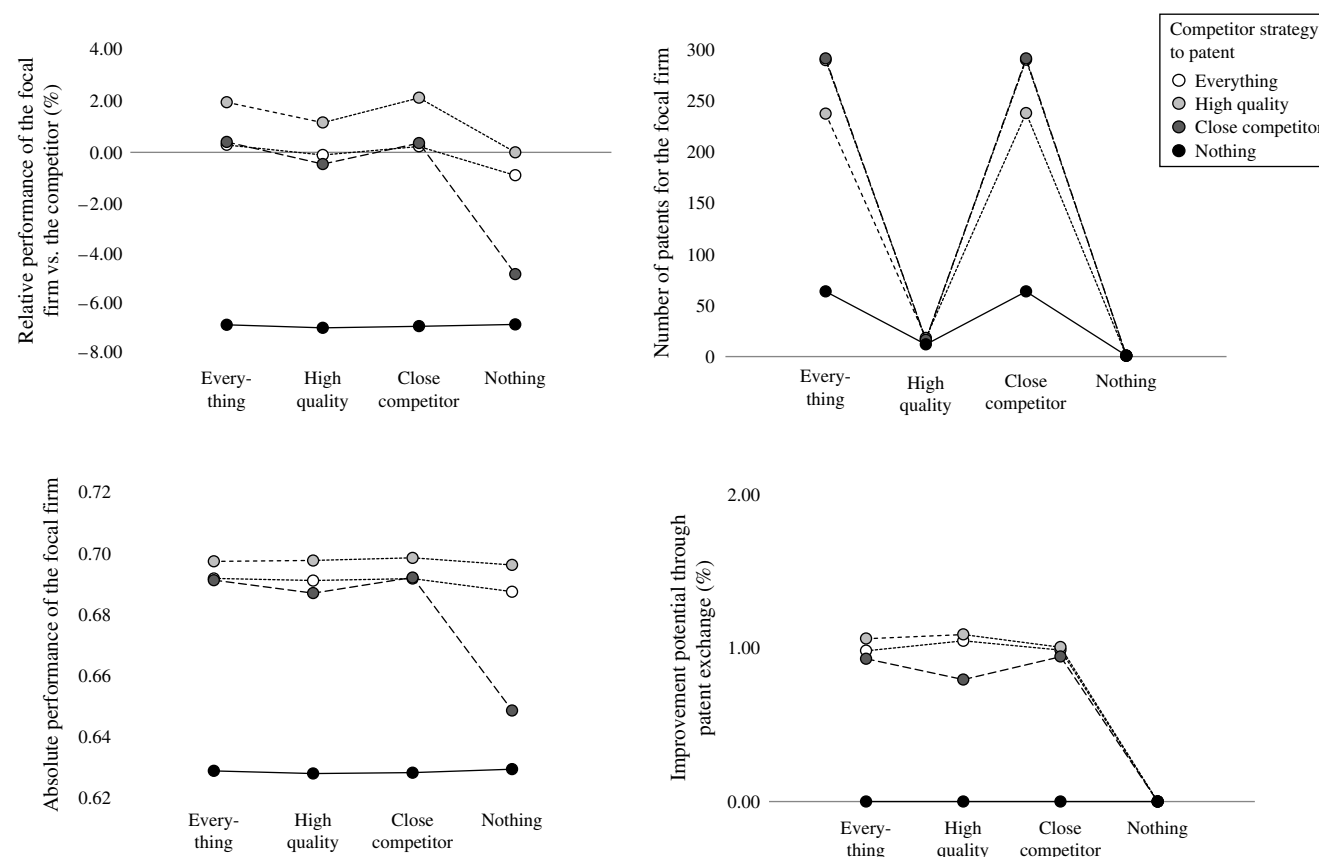 Relative performance of the focal
firm vs. the competitor (%)
4.00
2.00
0.00
−2.00
−4.00
−6.00
−8.00
Every-
thing
High
quality
Close
competitor
Nothing
Number of patents for the focal firm
300
250
200
150
100
50
0
Every-
thing
High
quality
Close
competitor
Nothing
Competitor strategy
to patent
Everything
High quality
Close competitor
Nothing
Absolute performance of the focal firm
0.72
0.70
0.68
0.66
0.64
0.62
Every-
thing
High
quality
Close
competitor
Nothing
Improvement potential through
patent exchange (%)
2.00
1.00
0.00
Every-
thing
High
quality
Close
competitor
Nothing